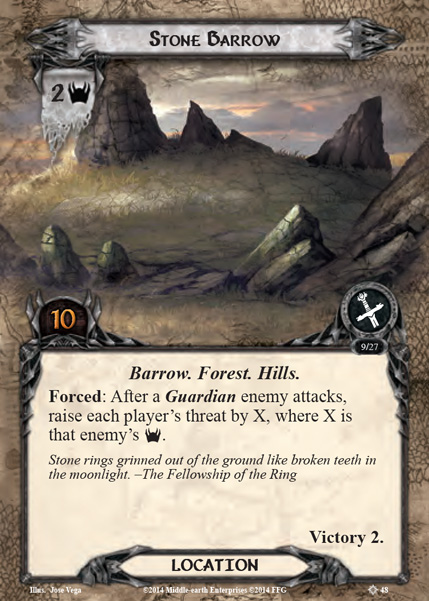 STONE BARROW
2
10
9/27
Barrow. Forest. Hills.
Forced: After a Guardian enemy attacks,
raise each player's threat by X, where X is
that enemy's .
Stone rings grinned out of the ground like broken teeth in
the moonlight. –The Fellowship of the Ring
Victory 2.
LOCATION
Illus. Jose Vega ©2014 Middle-earth Enterprises ©2014 FFG 48